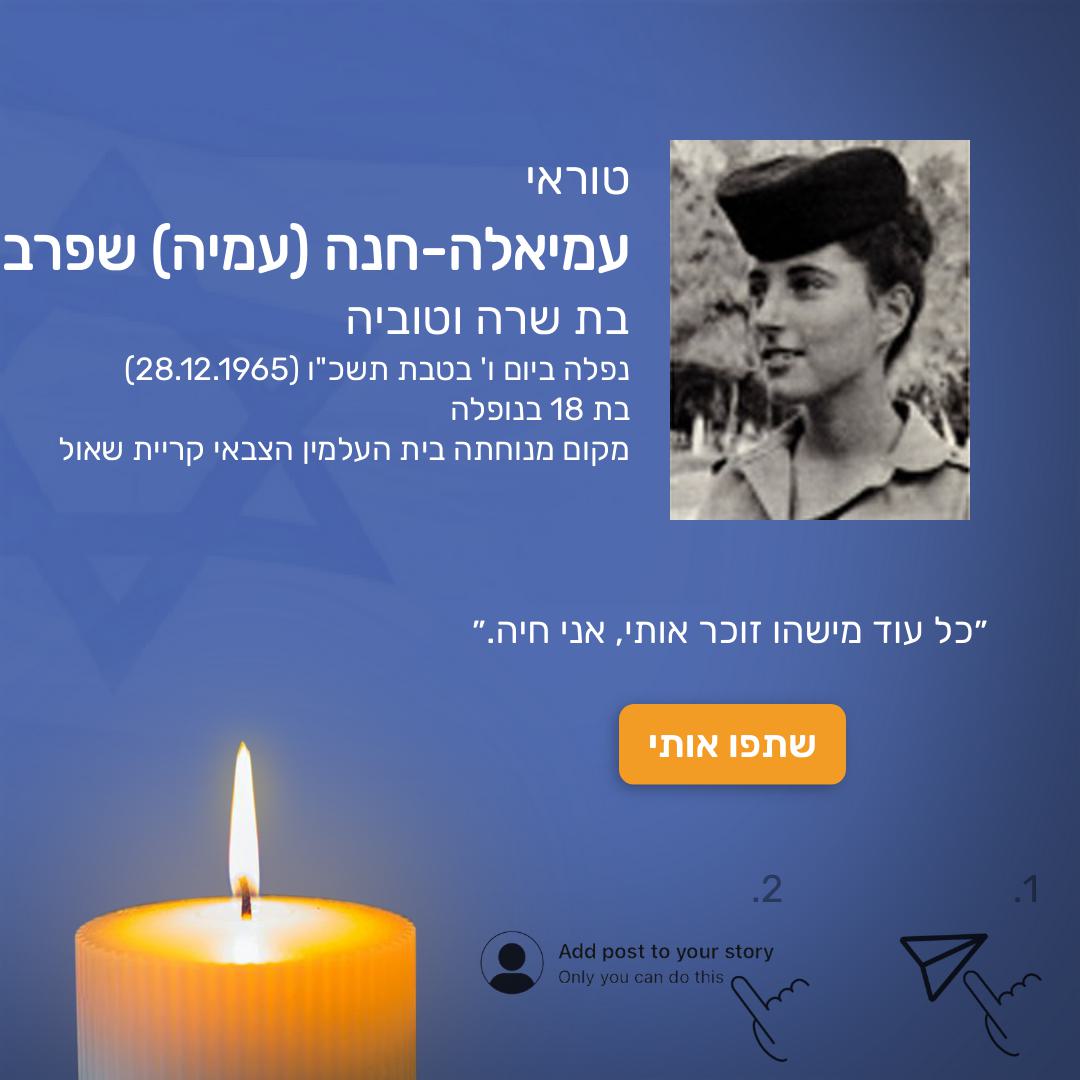 טוראי
עמיאלה-חנה (עמיה) שפרב
בת שרה וטוביה
נפלה ביום ו' בטבת תשכ"ו (28.12.1965)
בת 18 בנופלה
מקום מנוחתה בית העלמין הצבאי קריית שאול
"כל עוד מישהו זוכר אותי, אני חיה."
שתפו אותי
.1
.2
Add post to your story
Only you can do this